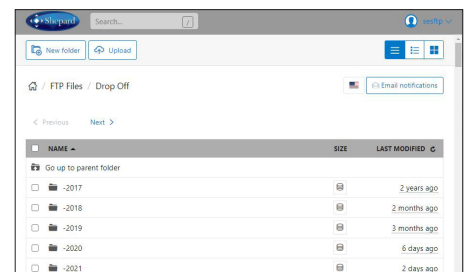 Shepard Search... / sesftp
New folder Upload
/ FTP Files / Drop Off Email notifications
< Previous Next >
NAME SIZE LAST MODIFIED
Go up to parent folder
-2017 2 years ago
-2018 2 months ago
-2019 3 months ago
-2020 6 days ago
-2021 2 days ago